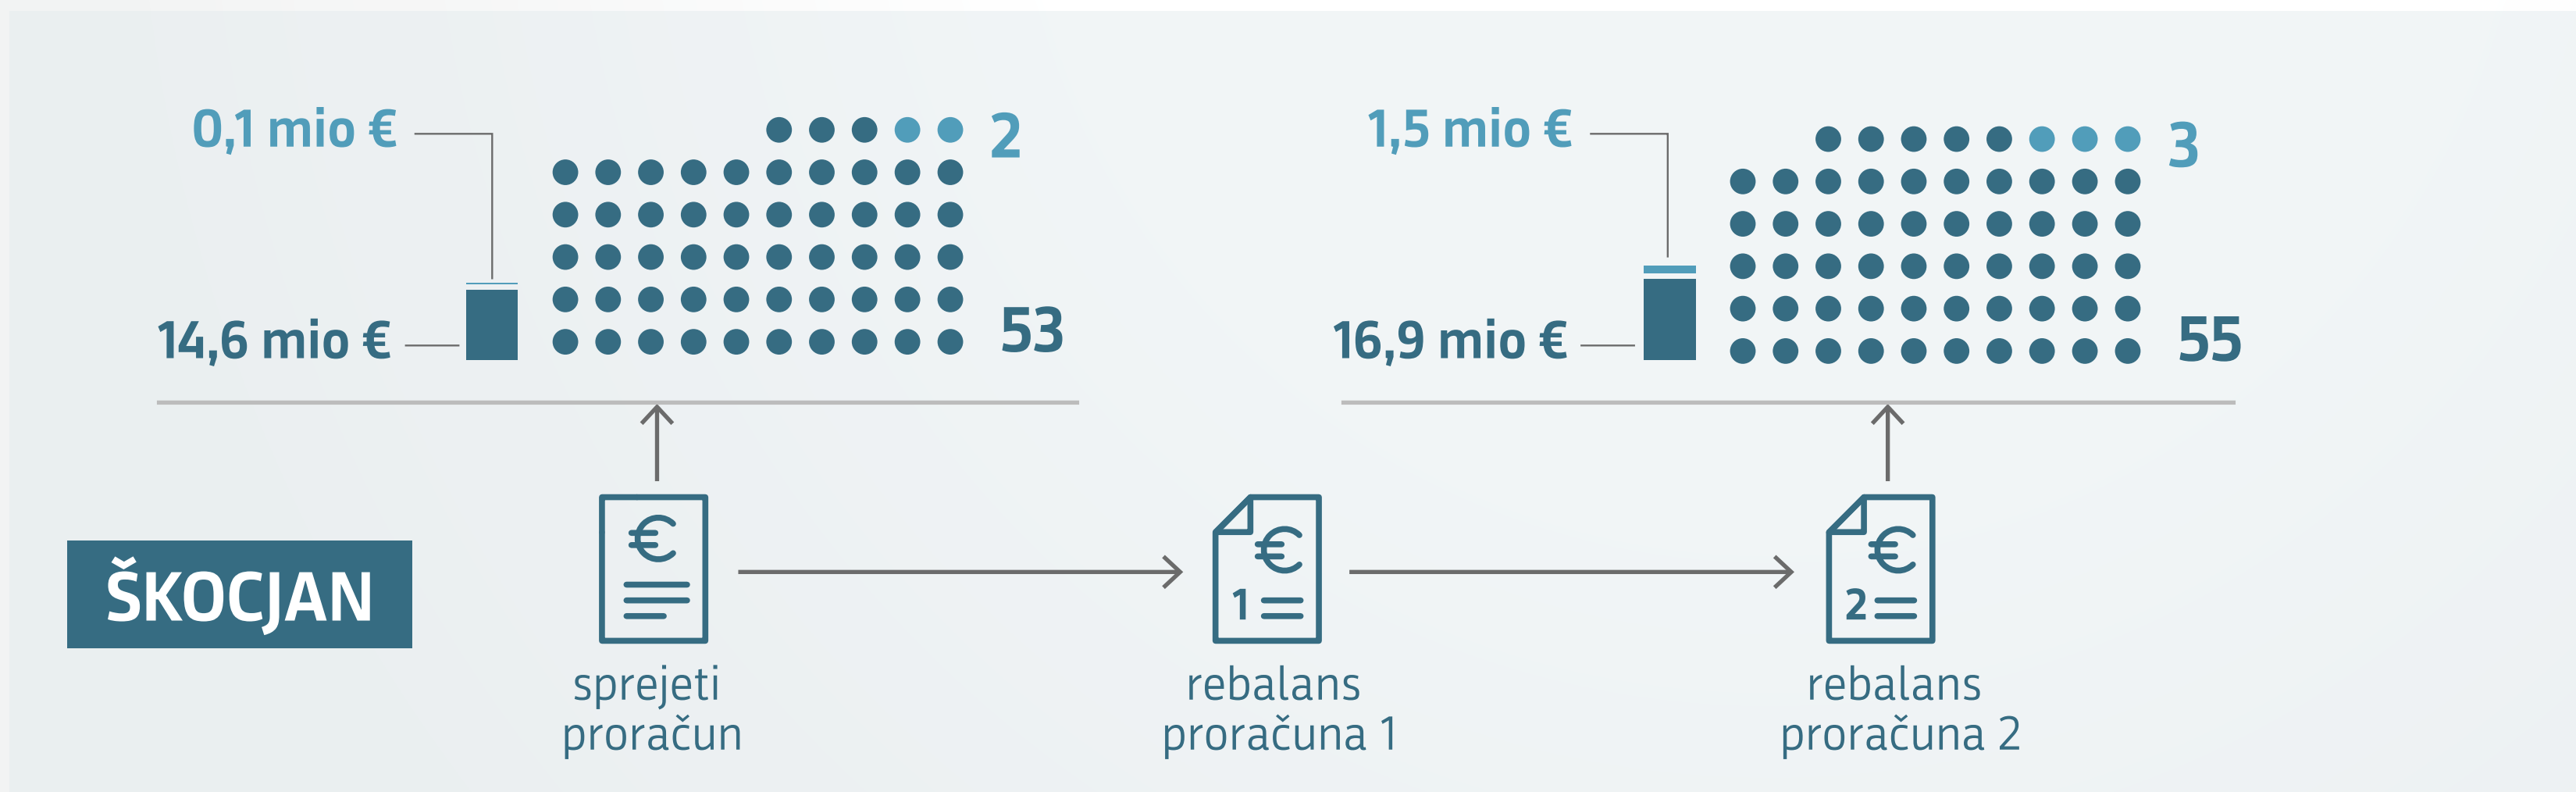 0,1 mio €
2
14,6 mio €
53
1,5 mio €
3
16,9 mio €
55
ŠKOCJAN
€
sprejeti
proračun
€
1
rebalans
proračuna 1
€
2
rebalans
proračuna 2